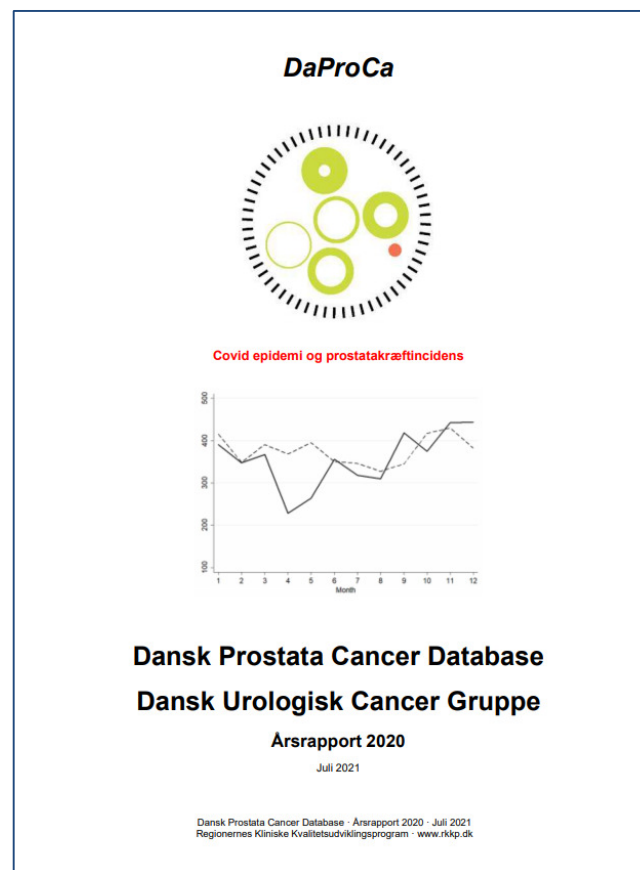 DaProCa
Covid epidemi og prostatakræftincidens
500
400
300
200
100
1 2 3 4 5 6 7 8 9 10 11 12
Month
Dansk Prostata Cancer Database
Dansk Urologisk Cancer Gruppe
Årsrapport 2020
Juli 2021
Dansk Prostata Cancer Database · Årsrapport 2020 · Juli 2021
Regionernes Kliniske Kvalitetsudviklingsprogram · www.rkkp.dk